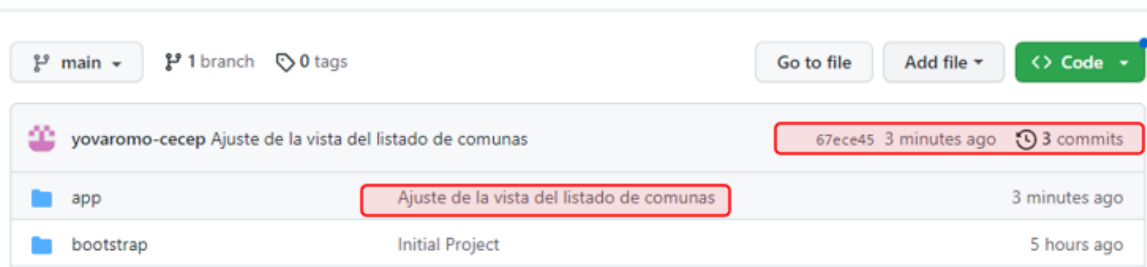 main 1 branch 0 tags Go to file Add file <> Code
yovaromo-cecep Ajuste de la vista del listado de comunas 67ece45 3 minutes ago 3 commits
app Ajuste de la vista del listado de comunas 3 minutes ago
bootstrap Initial Project 5 hours ago